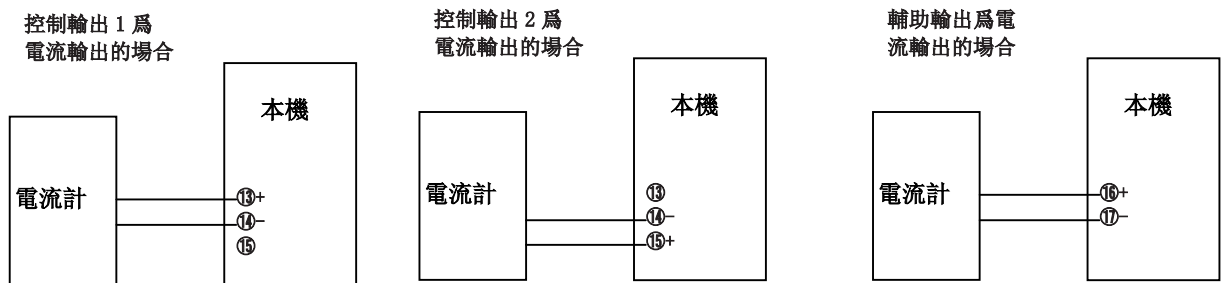 控制輸出1爲
電流輸出的場合
本機
電流計
⑬+
⑭−
⑮
控制輸出2爲
電流輸出的場合
本機
電流計
⑬
⑭−
⑮+
輔助輸出爲電
流輸出的場合
本機
電流計
⑯+
⑰−